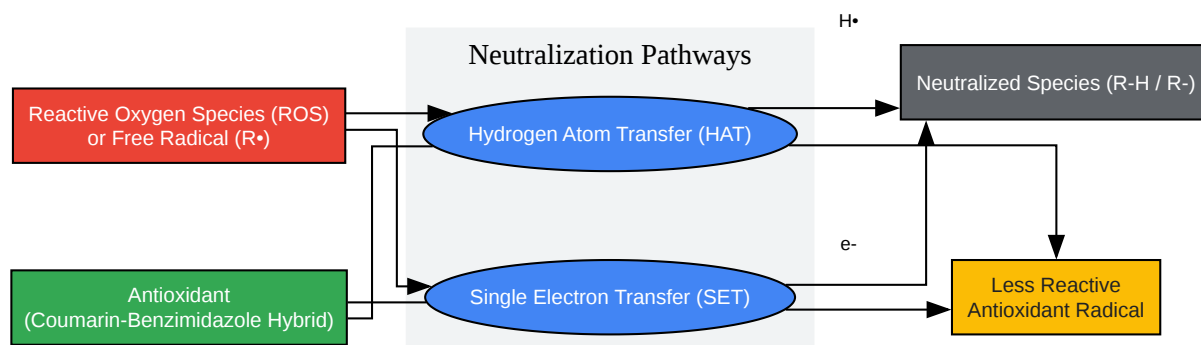 H•
Neutralization Pathways
Neutralized Species (R-H / R-)
Reactive Oxygen Species (ROS)
or Free Radical (R•)
Hydrogen Atom Transfer (HAT)
e-
Antioxidant
(Coumarin-Benzimidazole Hybrid)
Single Electron Transfer (SET)
Less Reactive
Antioxidant Radical